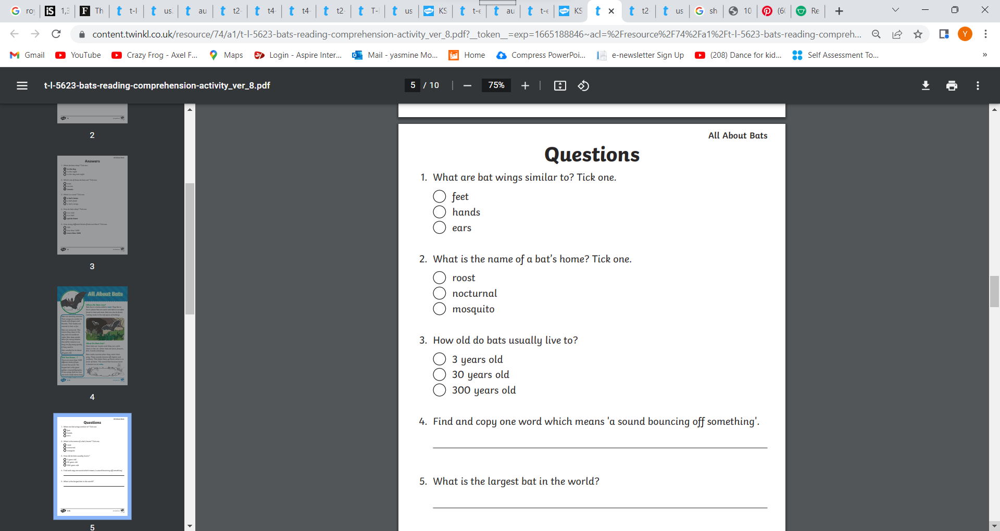 roy
iS 1,3
F Th
t-l-
us.
au
t2-
t4-
t4-
t2-
T-l
us
KS
t-e
au
t-e
KS
t2-
us
sh
10
(60
Re
content.twinkl.co.uk/resource/74/a1/t-l-5623-bats-reading-comprehension-activity_ver_8.pdf?__token__=exp=1665188846~acl=%2Fresource%2F74%2Fa1%2Ft-l-5623-bats-reading-compreh...
Y
Gmail YouTube Crazy Frog - Axel F... Maps Login - Aspire Inter... Mail - yasmine Mo... Home Compress PowerPoi... e-newsletter Sign Up (208) Dance for kid... Self Assessment To... »
t-l-5623-bats-reading-comprehension-activity_ver_8.pdf 5 / 10 75%
2
Answers
3
All About Bats
4
Questions
5
All About Bats
Questions
1. What are bat wings similar to? Tick one.
feet
hands
ears
2. What is the name of a bat's home? Tick one.
roost
nocturnal
mosquito
3. How old do bats usually live to?
3 years old
30 years old
300 years old
4. Find and copy one word which means 'a sound bouncing off something'.
5. What is the largest bat in the world?